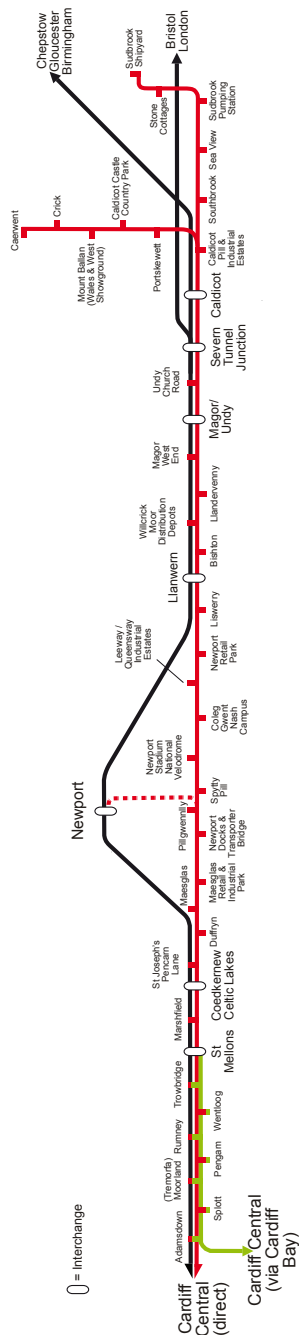 Cardiff
Central
(direct)
Cardiff Central
(via Cardiff
Bay)
= Interchange
Adamsdown
Splott
(Tremorfa)
Moorland
Pengam
Rumney
Wentloog
Trowbridge
St
Mellons
Marshfield
Coedkernew
Celtic Lakes
St Joseph's
Pencarn
Lane
Duffryn
Maesglas
Maesglas
Retail &
Industrial
Park
Newport
Docks &
Transporter
Bridge
Pillgwennlly
Newport
Spytty
Pill
Newport
Stadium
National
Velodrome
Coleg
Gwent
Nash
Campus
Leeway /
Queensway
Industrial
Estates
Newport
Retail
Park
Liswerry
Llanwern
Bishton
Willcrick
Moor
Distribution
Depots
Llandervenny
Magor
West
End
Magor/
Undy
Undy
Church
Road
Severn
Tunnel
Junction
Caldicot
Caldicot
Pill &
Industrial
Estates
Portskewett
Caldicot Castle
Country Park
Mount Ballan
(Wales & West
Showground)
Crick
Caerwent
Southbrook
Sea View
Sudbrook
Pumping
Station
Stone
Cottages
Sudbrook
Shipyard
Bristol
London
Chepstow
Gloucester
Birmingham